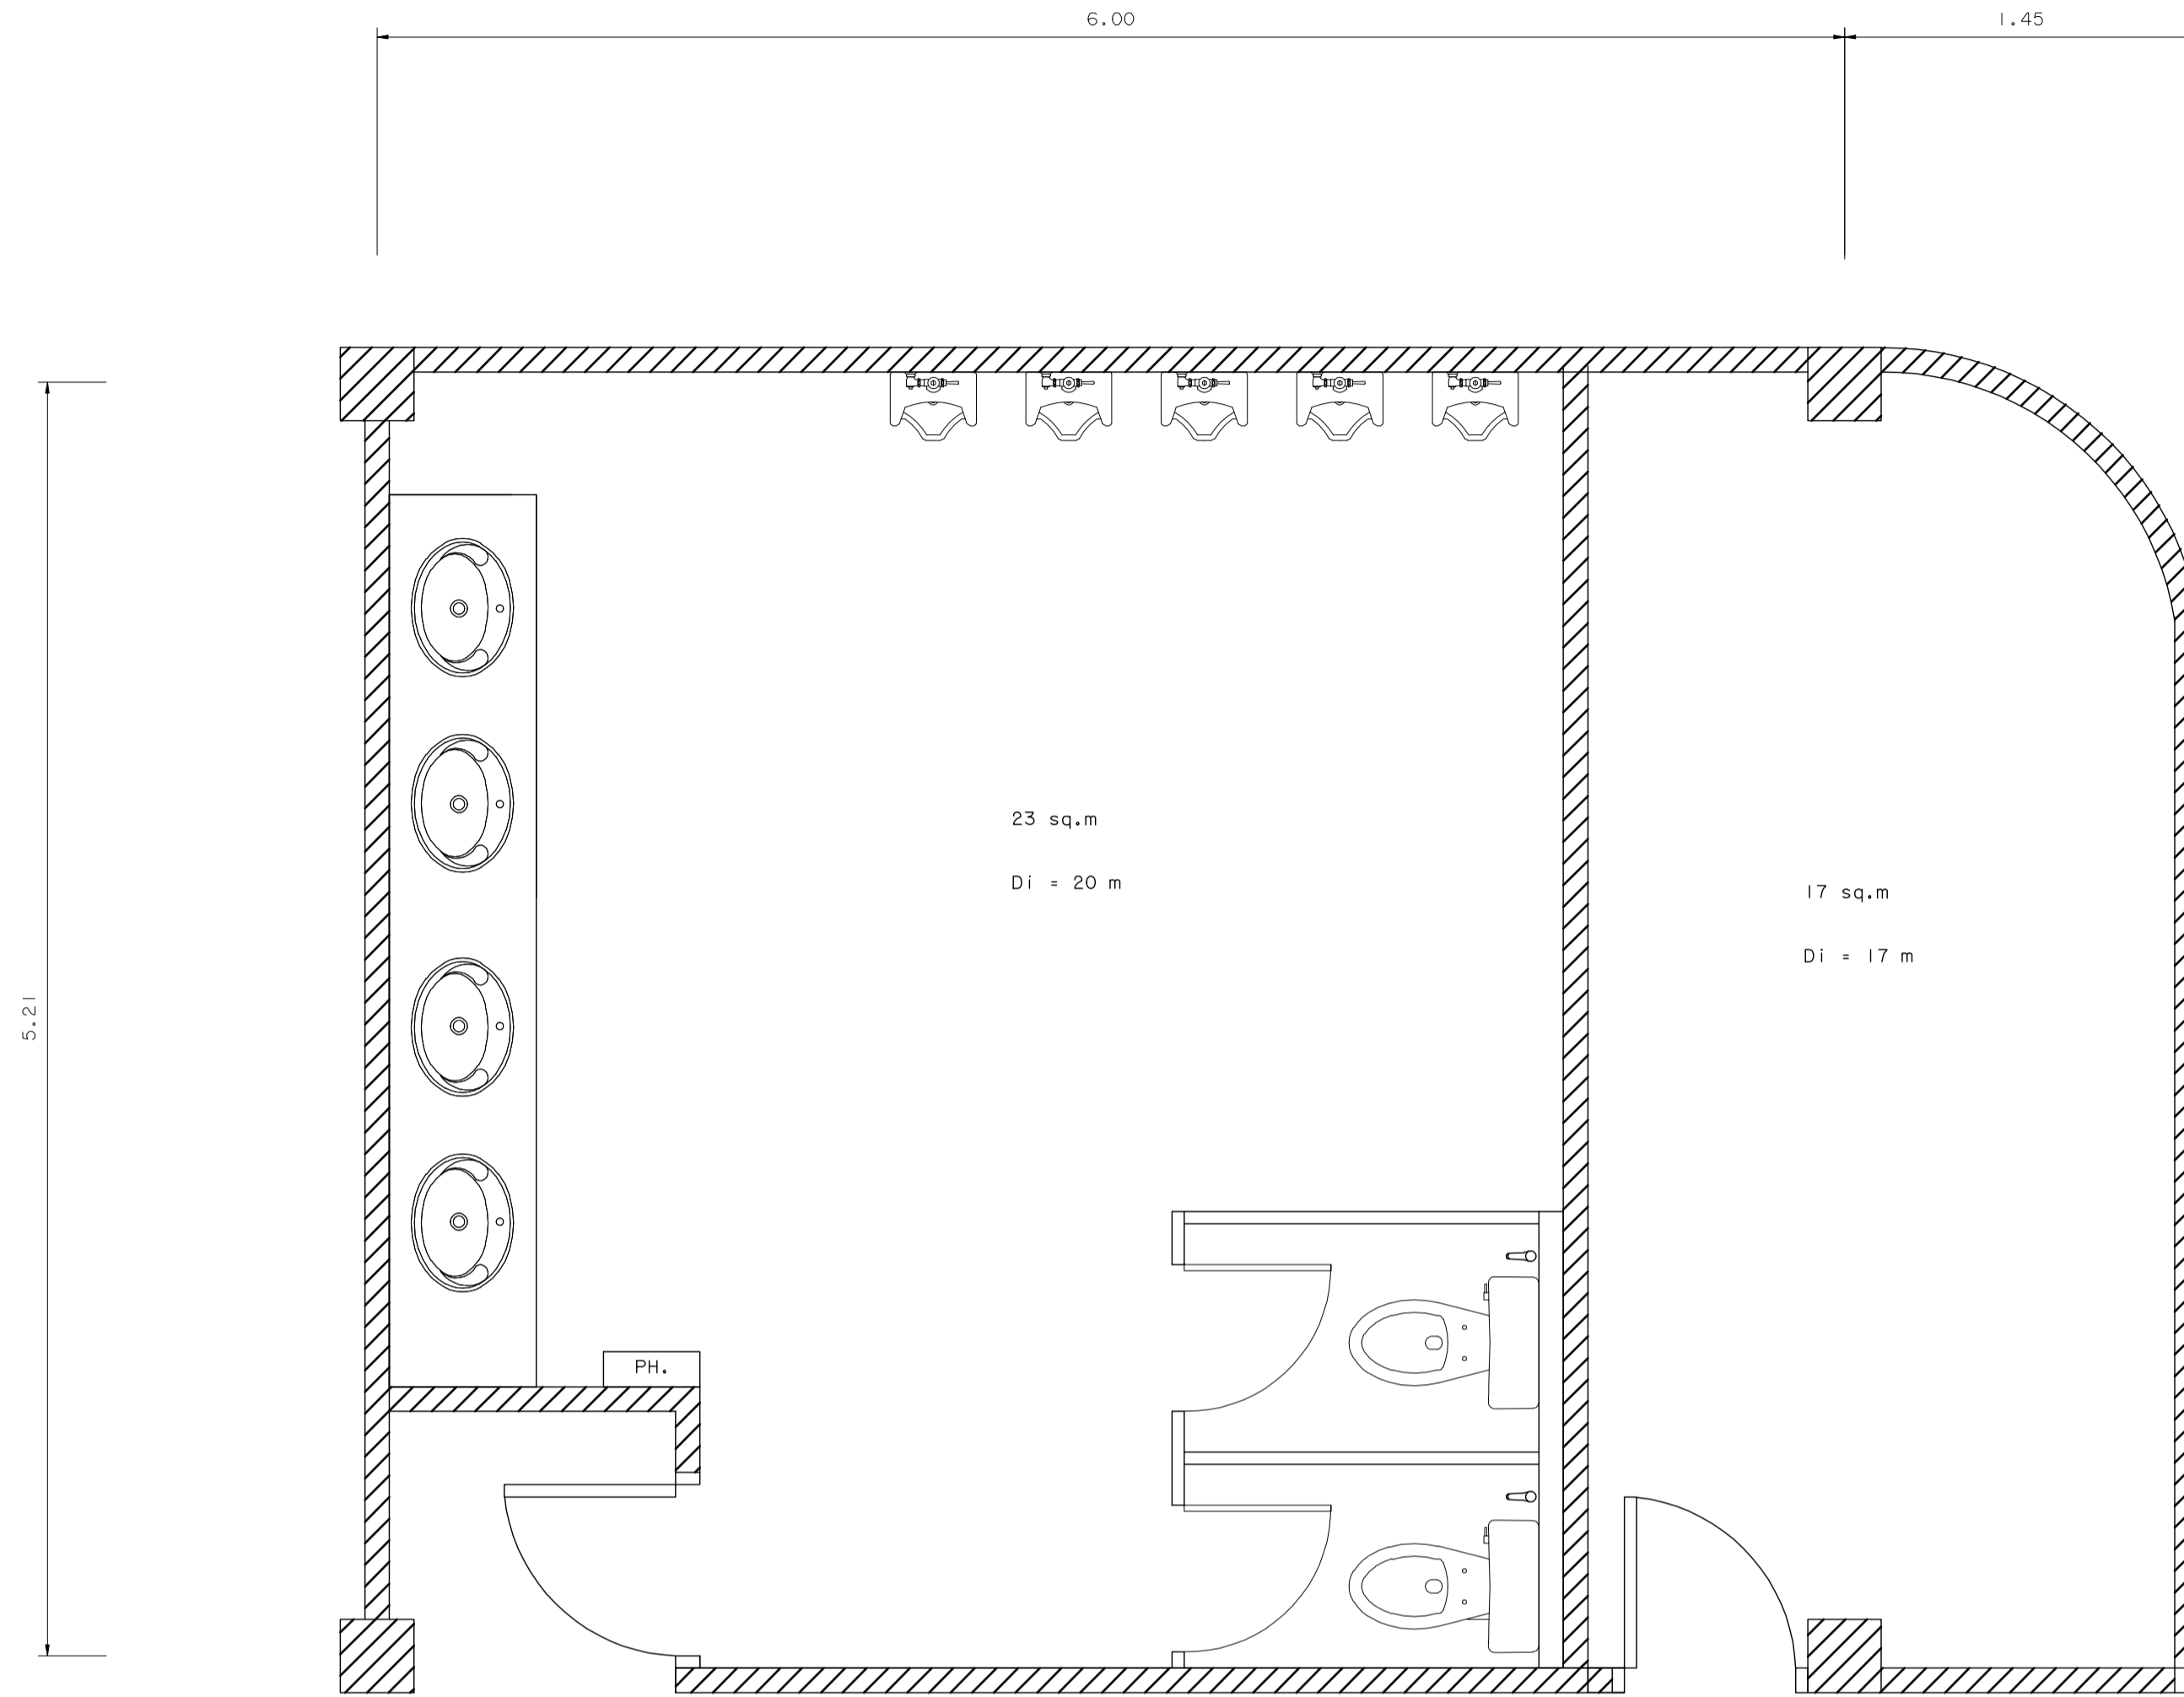 6.00
1.45
5.21
23 sq.m
Di = 20 m
17 sq.m
Di = 17 m
PH.